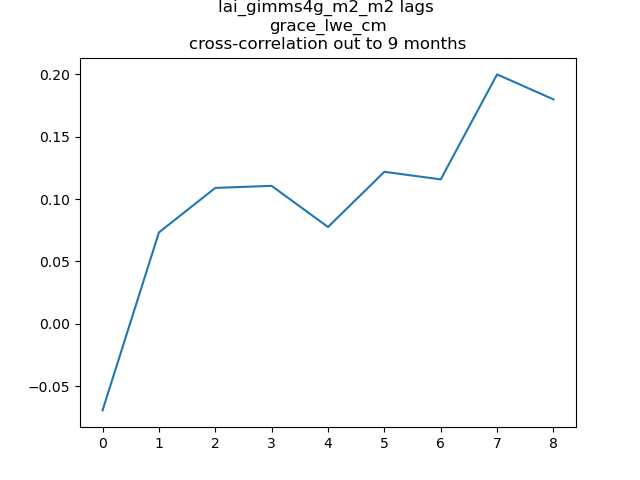 lai_gimms4g_m2_m2 lags
grace_lwe_cm
cross-correlation out to 9 months
0.20
0.15
0.10
0.05
0.00
−0.05
0 1 2 3 4 5 6 7 8